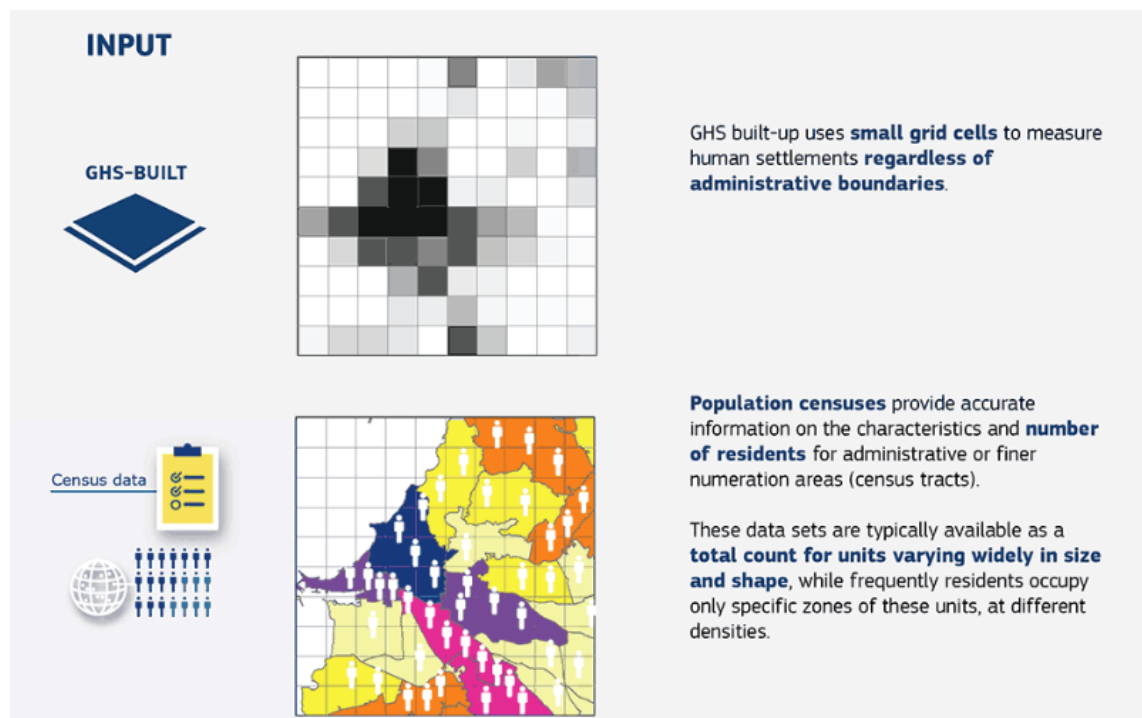 INPUT
GHS-BUILT
GHS built-up uses small grid cells to measure
human settlements regardless of
administrative boundaries.
Census data
Population censuses provide accurate
information on the characteristics and number
of residents for administrative or finer
numeration areas (census tracts).
These data sets are typically available as a
total count for units varying widely in size
and shape, while frequently residents occupy
only specific zones of these units, at different
densities.